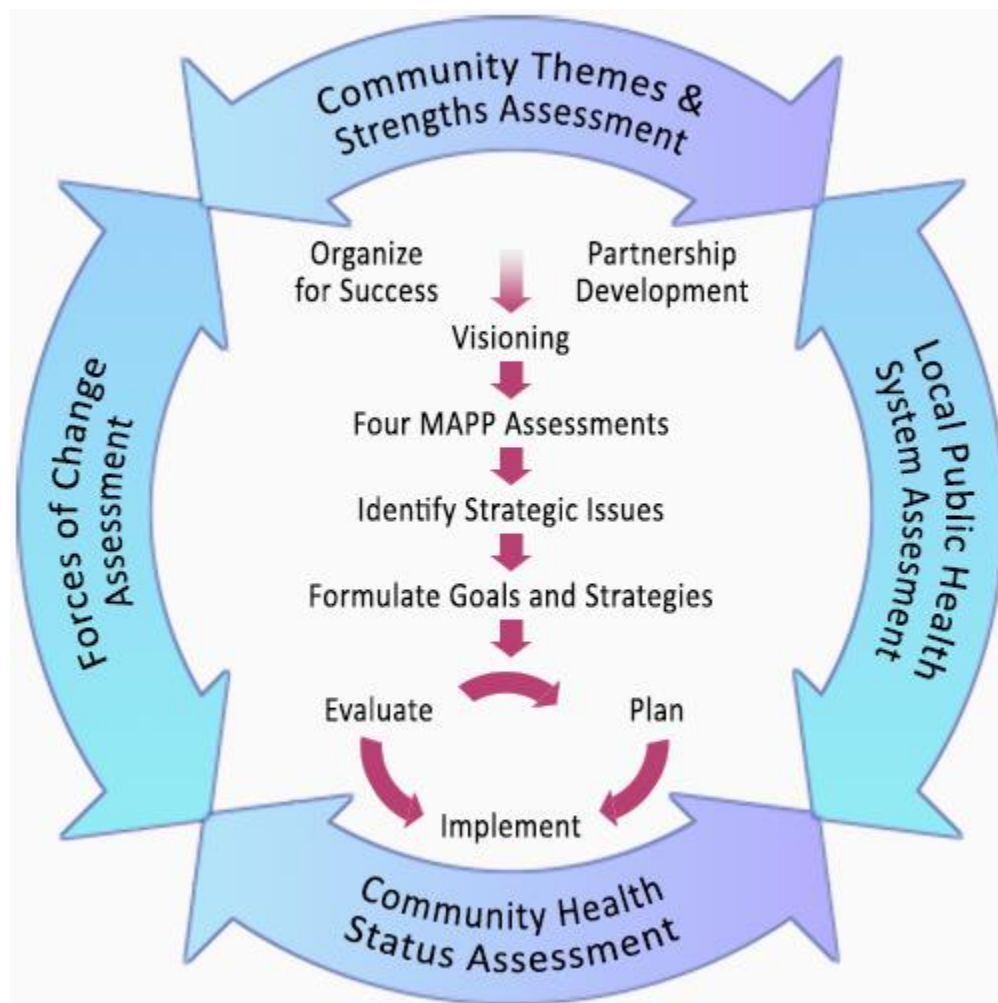 Community Themes &
Strengths Assessment
Organize
for Success
Partnership
Development
Visioning
Four MAPP Assessments
Identify Strategic Issues
Formulate Goals and Strategies
Evaluate
Plan
Implement
Forces of Change
Assessment
Local Public Health
System Assessment
Community Health
Status Assessment